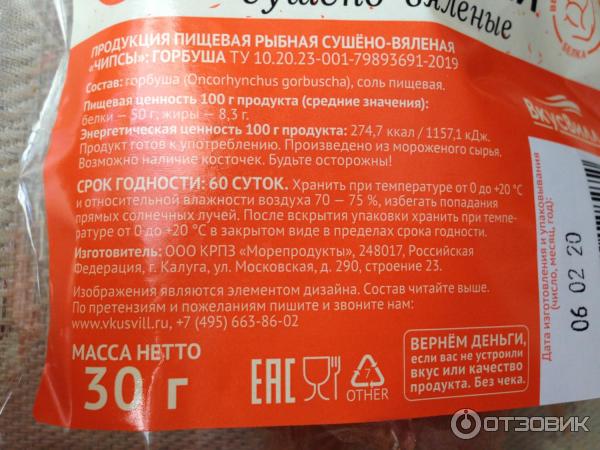 сушёно-вяленые
ПРОДУКЦИЯ ПИЩЕВАЯ РЫБНАЯ СУШЁНО-ВЯЛЕНАЯ
«ЧИПСЫ»: ГОРБУША ТУ 10.20.23-001-79893691-2019
Состав: горбуша (Oncorhynchus gorbuscha), соль пищевая.
Пищевая ценность 100 г продукта (средние значения):
белки – 50 г; жиры – 8,3 г.
Энергетическая ценность 100 г продукта: 274,7 ккал / 1157,1 кДж.
Продукт готов к употреблению. Произведено из мороженого сырья.
Возможно наличие косточек. Будьте осторожны!
СРОК ГОДНОСТИ: 60 СУТОК. Хранить при температуре от 0 до +20 °С
и относительной влажности воздуха 70 – 75 %, избегать попадания
прямых солнечных лучей. После вскрытия упаковки хранить при темпе-
ратуре от 0 до +20 °С в закрытом виде в пределах срока годности.
Изготовитель: ООО КРПЗ «Морепродукты», 248017, Российская
Федерация, г. Калуга, ул. Московская, д. 290, строение 23.
Изображения являются элементом дизайна. Состав читайте выше.
По претензиям и пожеланиям пишите и звоните нам:
www.vkusvill.ru, +7 (495) 663-86-02
МАССА НЕТТО
30 г
ЕАС
7
OTHER
ВЕРНЁМ ДЕНЬГИ,
если вас не устроили
вкус или качество
продукта. Без чека.
БЕЛКА
ВкусВилл
Дата изготовления и упаковывания
(число, месяц, год):
06 02 20
ОТЗОВИК